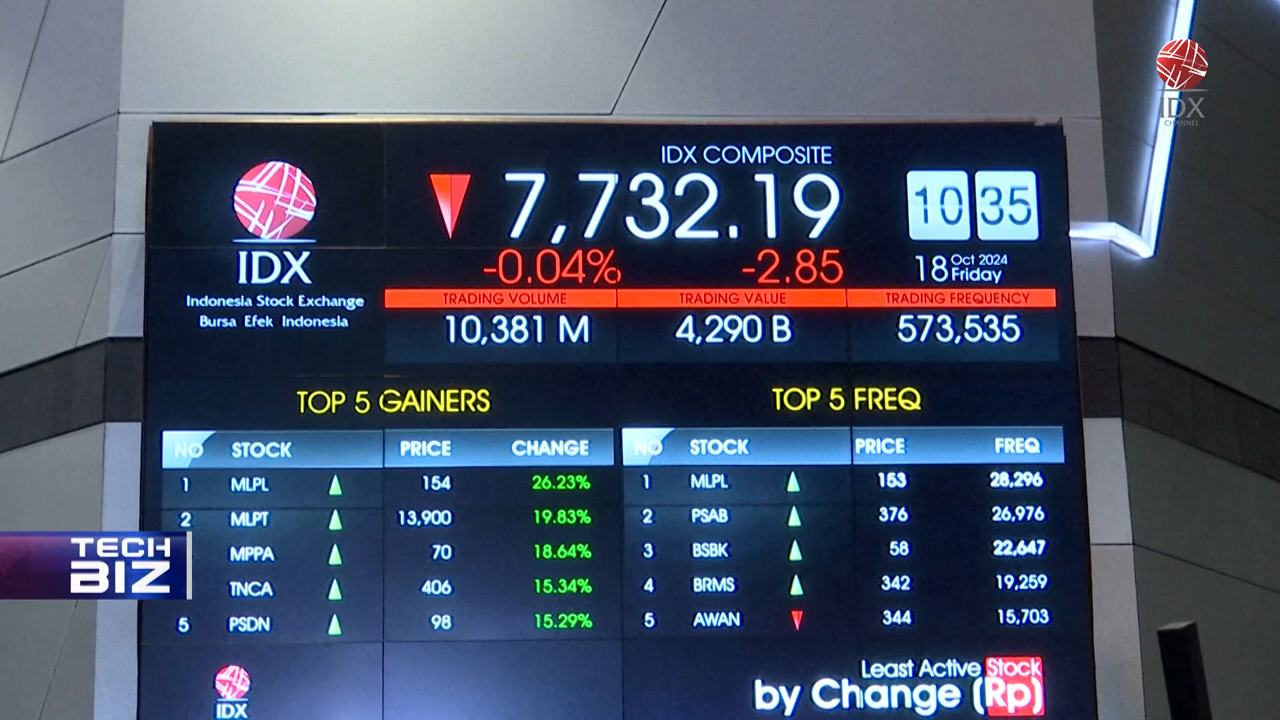 IDX
CHANNEL
IDX COMPOSITE
7,732.19
10 35
-0.04% -2.85
18 Oct 2024
Friday
IDX
Indonesia Stock Exchange
Bursa Efek Indonesia
TRADING VOLUME TRADING VALUE TRADING FREQUENCY
10,381 M 4,290 B 573,535
TOP 5 GAINERS
NO STOCK PRICE CHANGE
1 MLPL 154 26.23%
2 MLPT 13,900 19.83%
MPPA 70 18.64%
TNCA 406 15.34%
5 PSDN 98 15.29%
TOP 5 FREQ
NO STOCK PRICE FREQ
1 MLPL 153 28,296
2 PSAB 376 26,976
3 BSBK 58 22,647
4 BRMS 342 19,259
5 AWAN 344 15,703
TECH
BIZ
IDX
Least Active Stock
by Change (Rp)